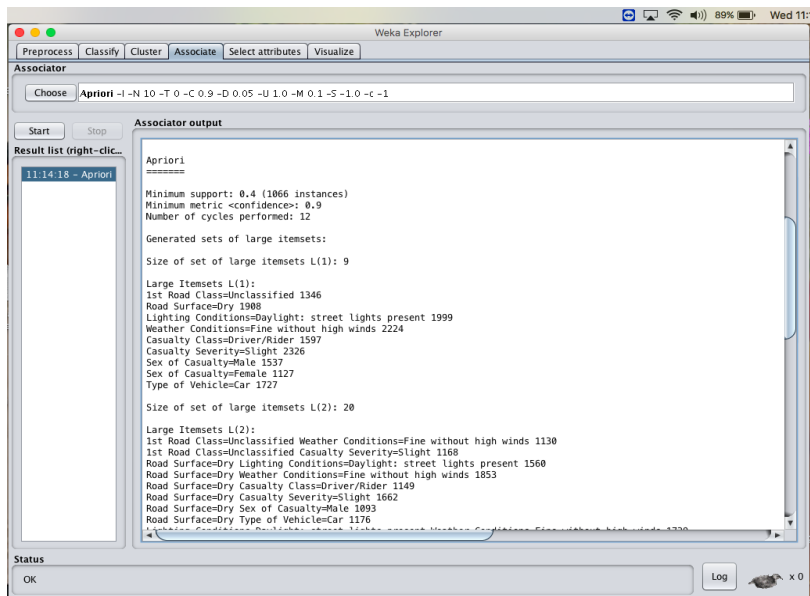 89% Wed 11:
Weka Explorer
Preprocess Classify Cluster Associate Select attributes Visualize
Associator
Choose Apriori -I -N 10 -T 0 -C 0.9 -D 0.05 -U 1.0 -M 0.1 -S -1.0 -c -1
Start Stop
Result list (right-clic...
11:14:18 - Apriori
Associator output
Apriori
=======
Minimum support: 0.4 (1066 instances)
Minimum metric <confidence>: 0.9
Number of cycles performed: 12
Generated sets of large itemsets:
Size of set of large itemsets L(1): 9
Large Itemsets L(1):
1st Road Class=Unclassified 1346
Road Surface=Dry 1908
Lighting Conditions=Daylight: street lights present 1999
Weather Conditions=Fine without high winds 2224
Casualty Class=Driver/Rider 1597
Casualty Severity=Slight 2326
Sex of Casualty=Male 1537
Sex of Casualty=Female 1127
Type of Vehicle=Car 1727
Size of set of large itemsets L(2): 20
Large Itemsets L(2):
1st Road Class=Unclassified Weather Conditions=Fine without high winds 1130
1st Road Class=Unclassified Casualty Severity=Slight 1168
Road Surface=Dry Lighting Conditions=Daylight: street lights present 1560
Road Surface=Dry Weather Conditions=Fine without high winds 1853
Road Surface=Dry Casualty Class=Driver/Rider 1149
Road Surface=Dry Casualty Severity=Slight 1662
Road Surface=Dry Sex of Casualty=Male 1093
Road Surface=Dry Type of Vehicle=Car 1176
Status
OK
Log x 0